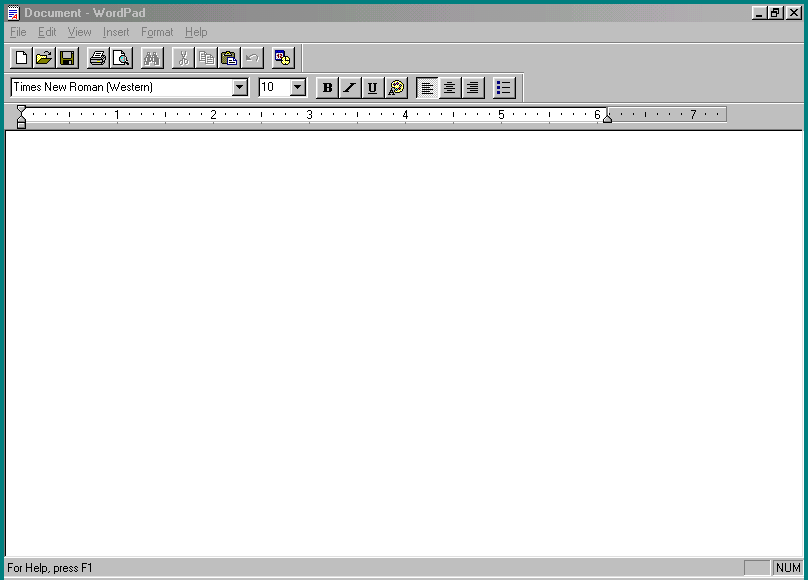 Document - WordPad
File Edit View Insert Format Help
Times New Roman (Western) 10 B I U
1 2 3 4 5 6 7
For Help, press F1 NUM